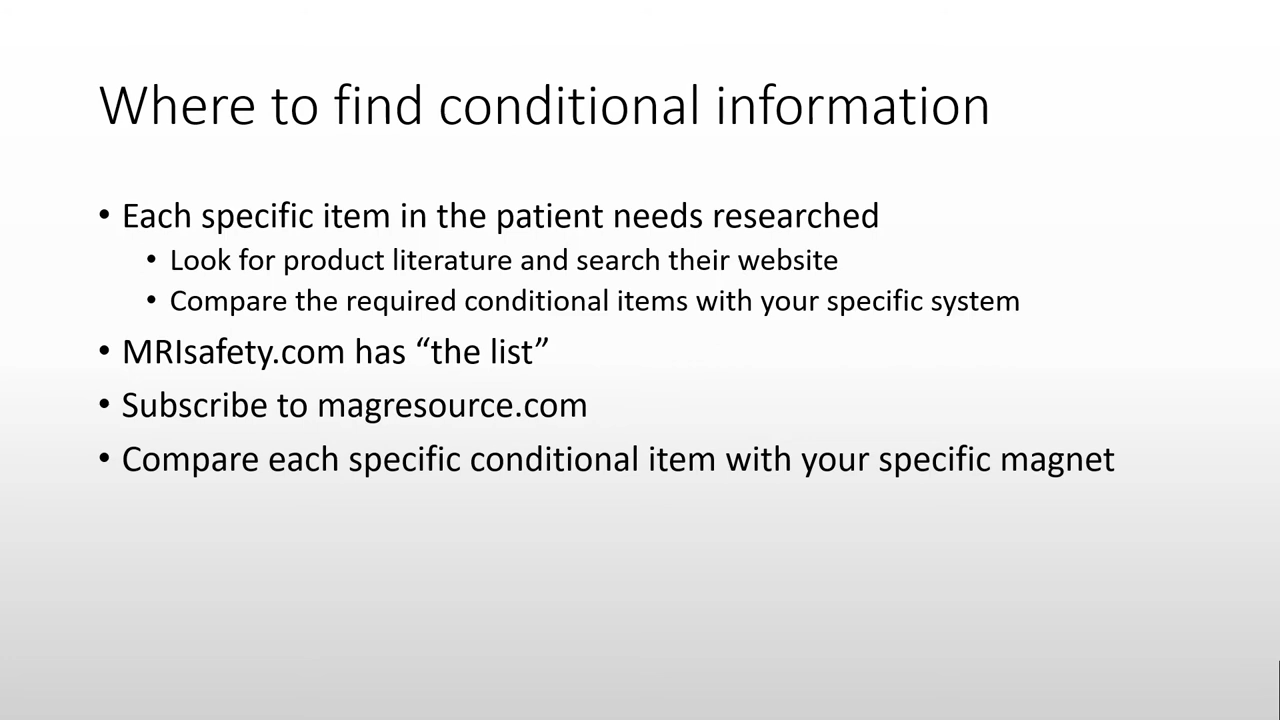 Where to find conditional information
• Each specific item in the patient needs researched
• Look for product literature and search their website
• Compare the required conditional items with your specific system
• MRIsafety.com has “the list”
• Subscribe to magresource.com
• Compare each specific conditional item with your specific magnet